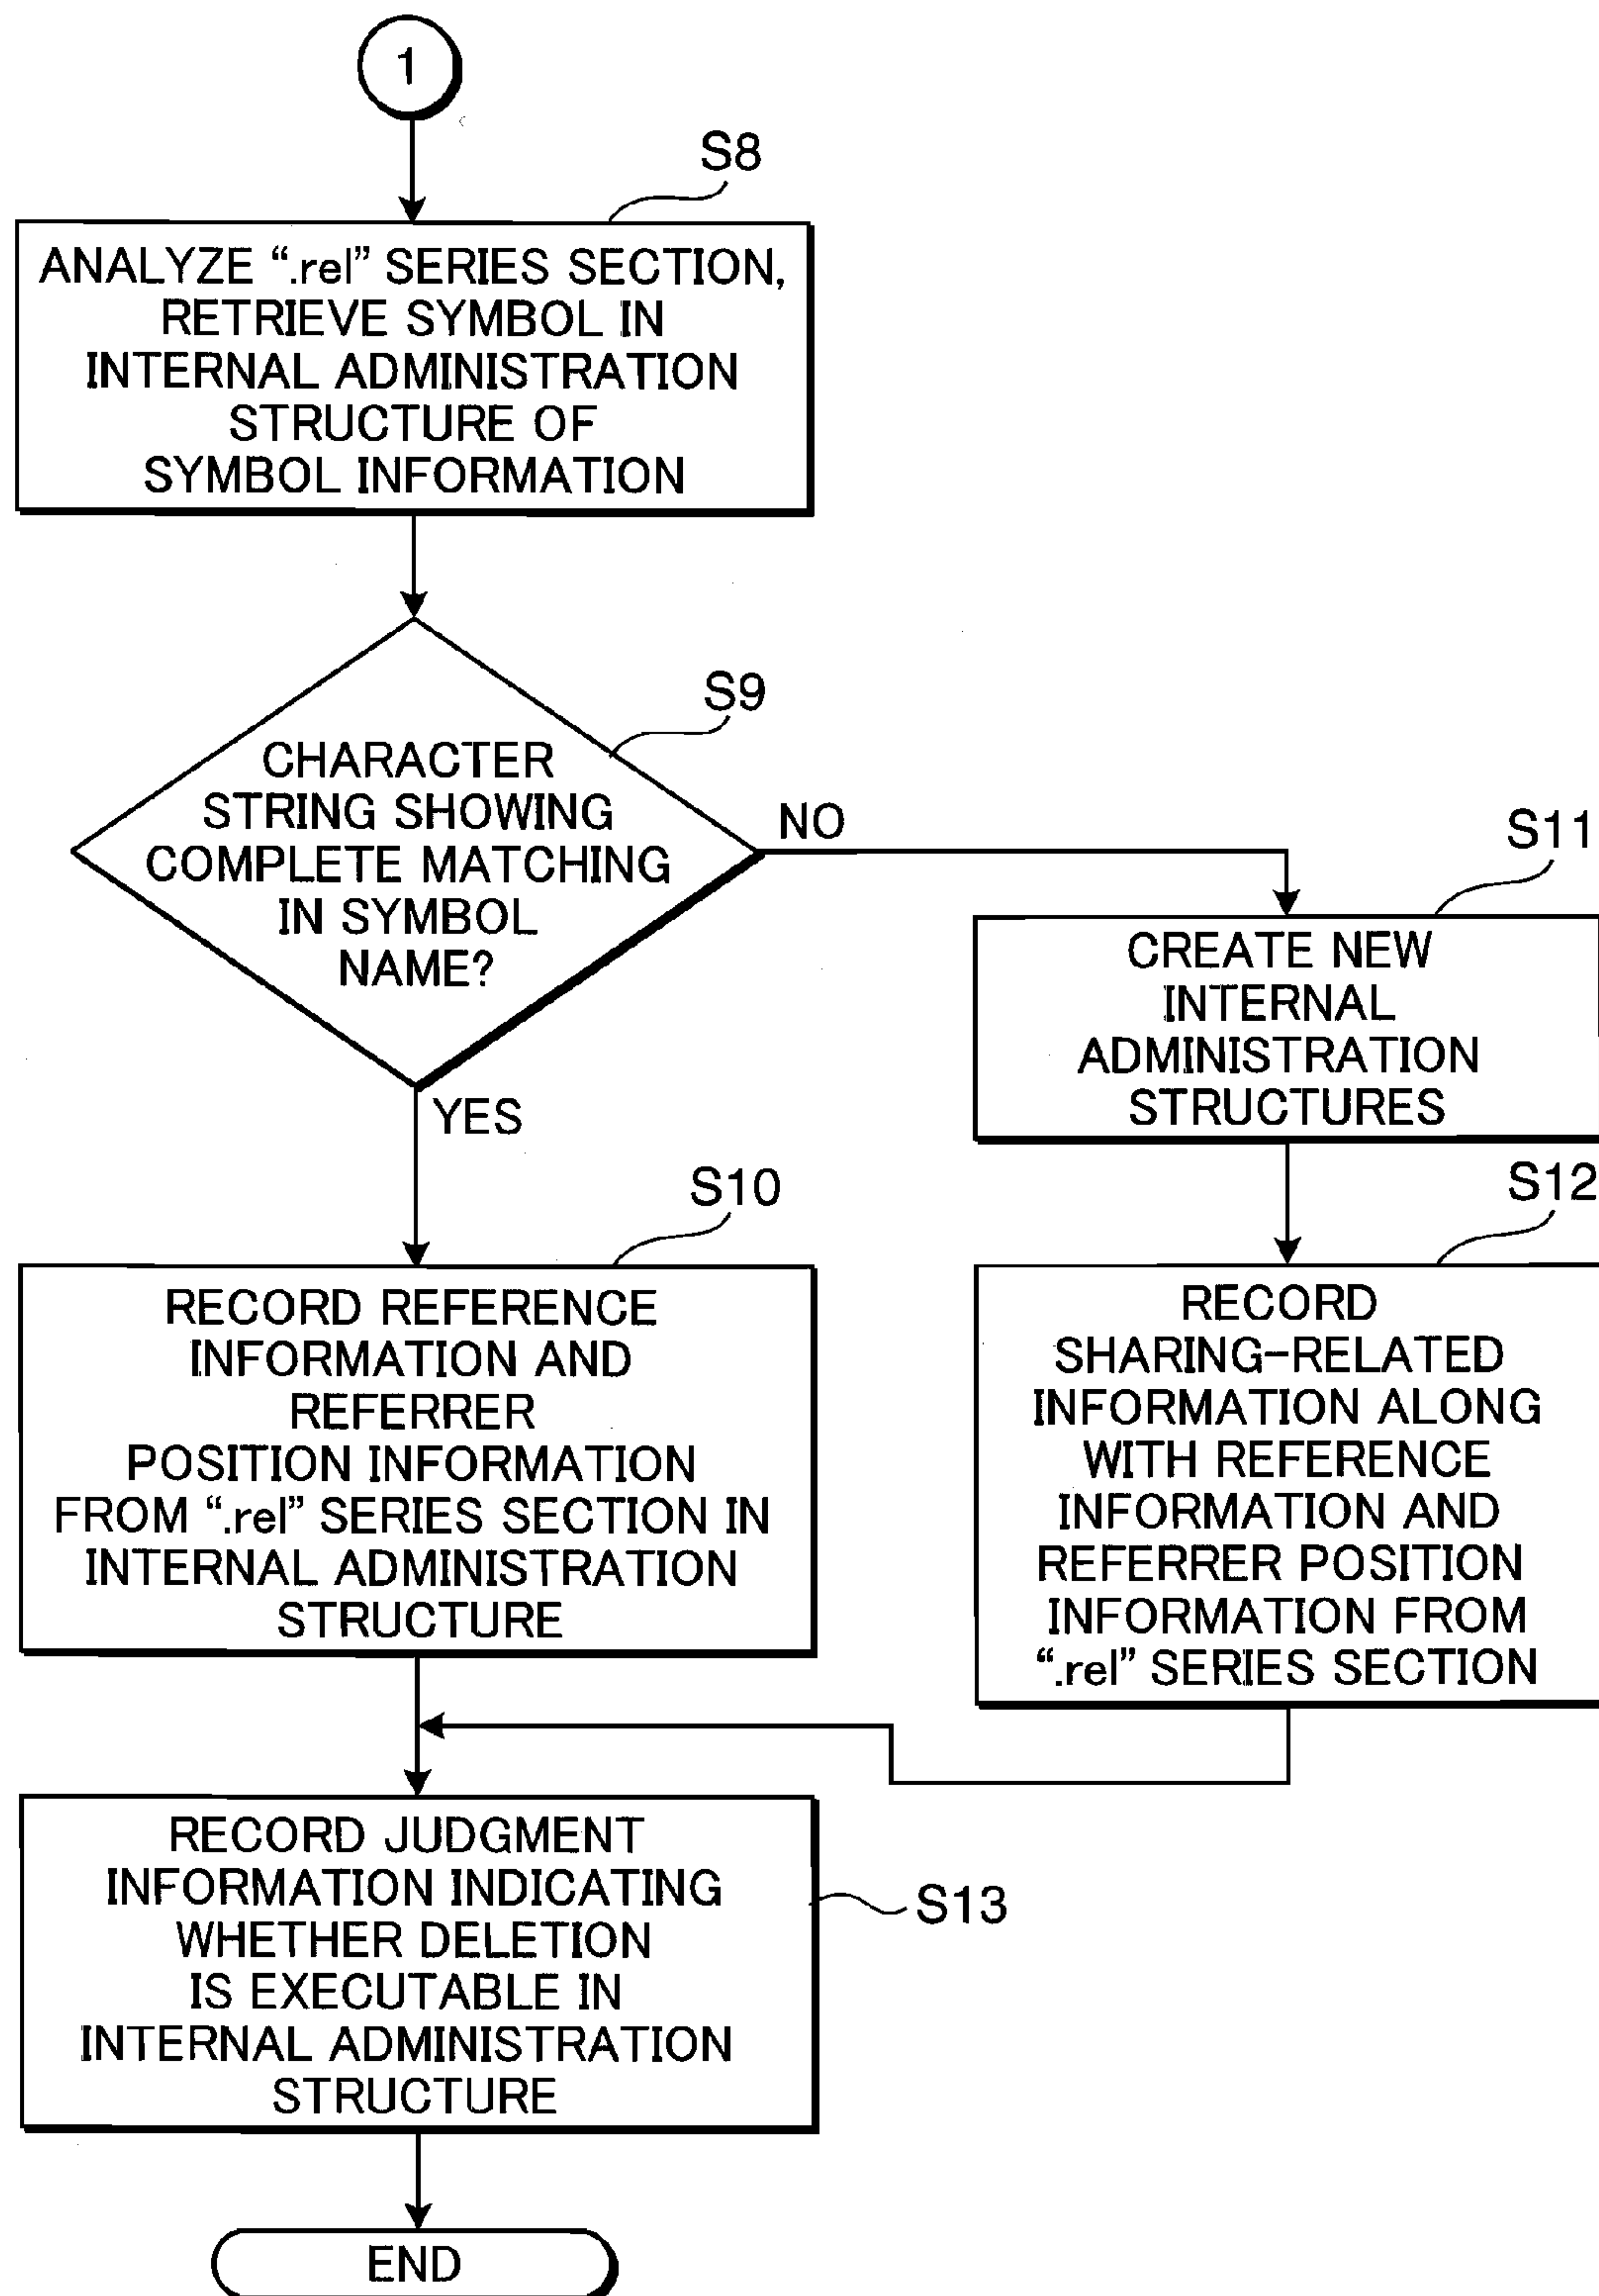 1
S8
ANALYZE “.rel” SERIES SECTION,
RETRIEVE SYMBOL IN
INTERNAL ADMINISTRATION
STRUCTURE OF
SYMBOL INFORMATION
S9
CHARACTER
STRING SHOWING
COMPLETE MATCHING
IN SYMBOL
NAME?
NO
YES
S11
CREATE NEW
INTERNAL
ADMINISTRATION
STRUCTURES
S10
RECORD REFERENCE
INFORMATION AND
REFERRER
POSITION INFORMATION
FROM “.rel” SERIES SECTION IN
INTERNAL ADMINISTRATION
STRUCTURE
S12
RECORD
SHARING-RELATED
INFORMATION ALONG
WITH REFERENCE
INFORMATION AND
REFERRER POSITION
INFORMATION FROM
“.rel” SERIES SECTION
RECORD JUDGMENT
INFORMATION INDICATING
WHETHER DELETION
IS EXECUTABLE IN
INTERNAL ADMINISTRATION
STRUCTURE
S13
END